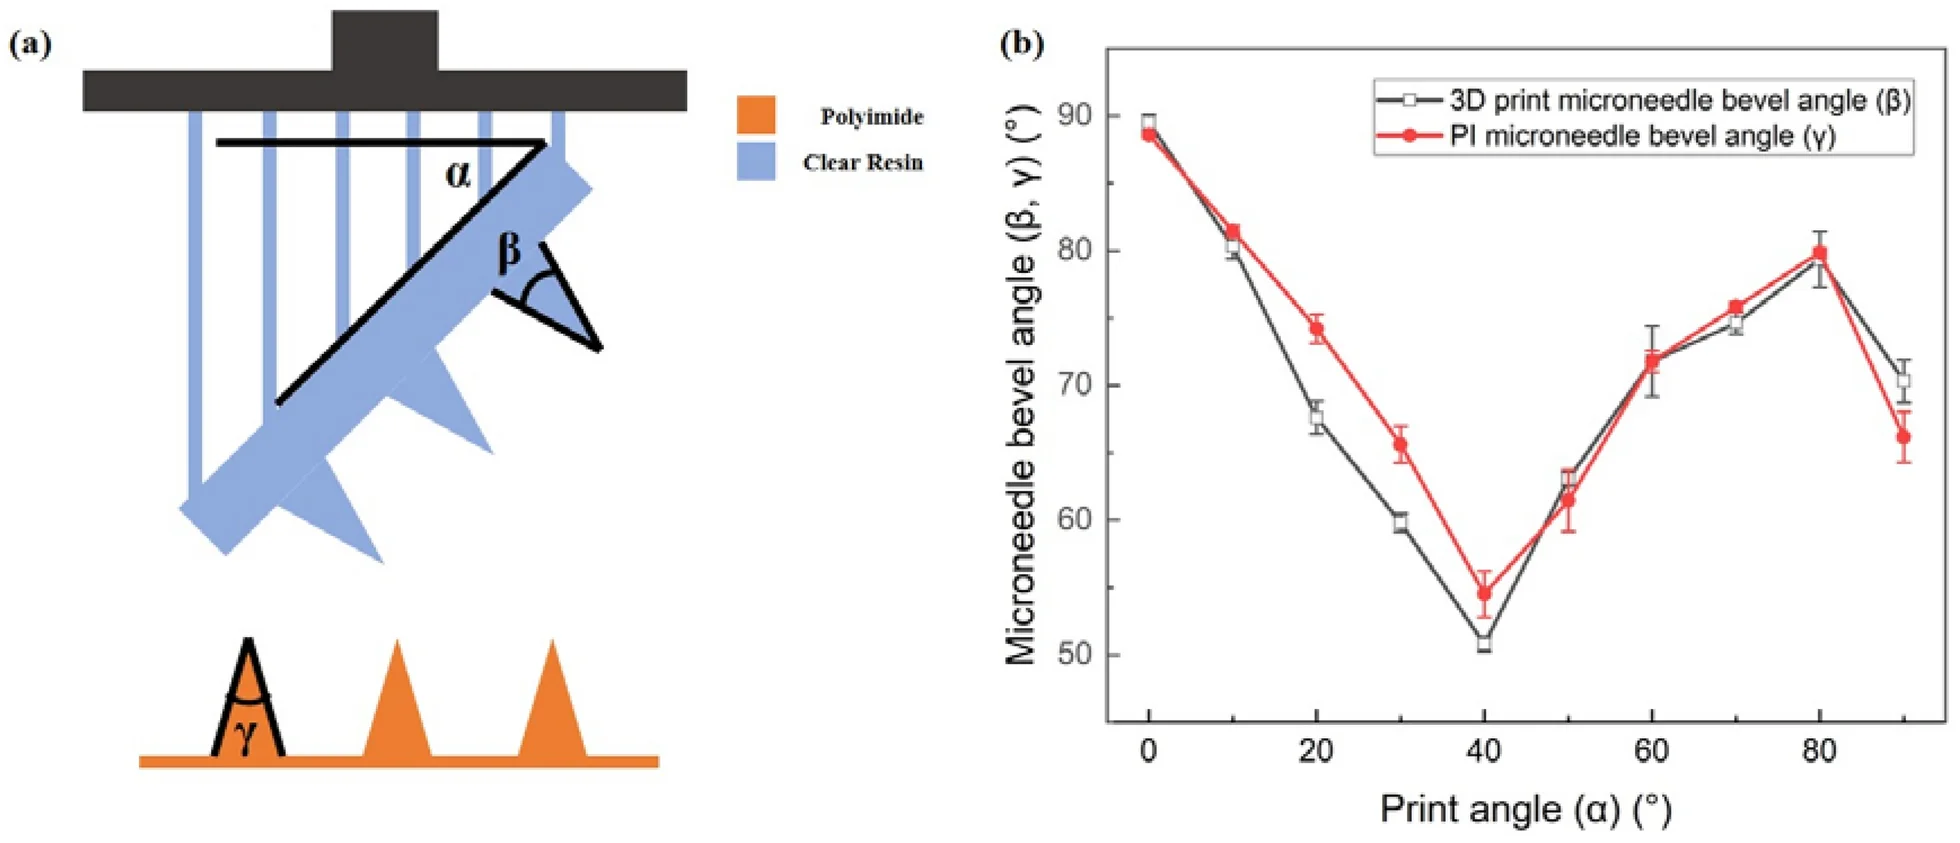 (a)
Polyimide
Clear Resin
α
β
γ
(b)
3D print microneedle bevel angle (β)
PI microneedle bevel angle (γ)
Microneedle bevel angle (β, γ) (°)
90
80
70
60
50
0
20
40
60
80
Print angle (α) (°)